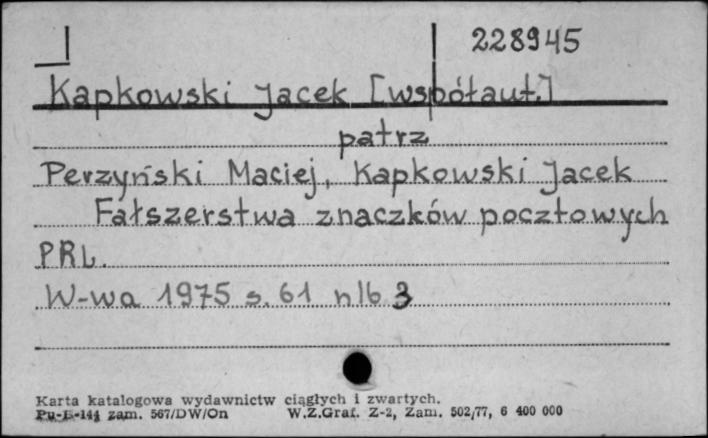 228945
Kapkowski Jacek [współaut.]
patrz
Perzyński Maciej, Kapkowski Jacek
Fałszerstwa znaczków pocztowych
PRL.
W-wa 1975 s. 61 nlb 3
Karta katalogowa wydawnictw ciągłych i zwartych.
Pu-E-144 zam. 567/DW/On W.Z.Graf. Z-2, Zam. 502/77, 6 400 000